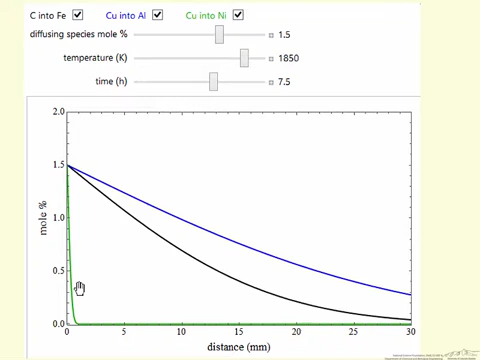 C into Fe Cu into Al Cu into Ni
diffusing species mole % 1.5
temperature (K) 1850
time (h) 7.5
2.0
1.5
1.0
0.5
0.0
mole %
0 5 10 15 20 25 30
distance (mm)